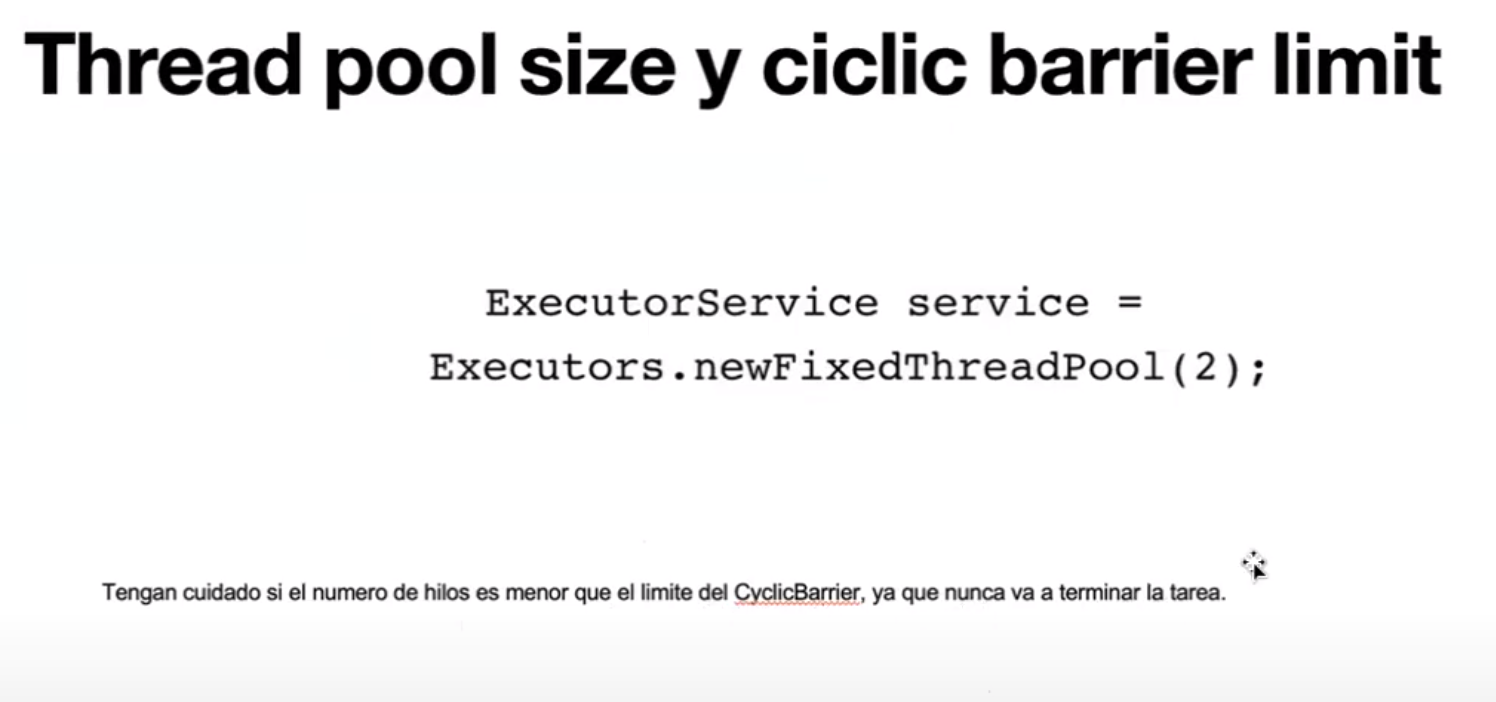 Thread pool size y ciclic barrier limit
ExecutorService service =
Executors.newFixedThreadPool(2);
Tengan cuidado si el numero de hilos es menor que el limite del CyclicBarrier, ya que nunca va a terminar la tarea.